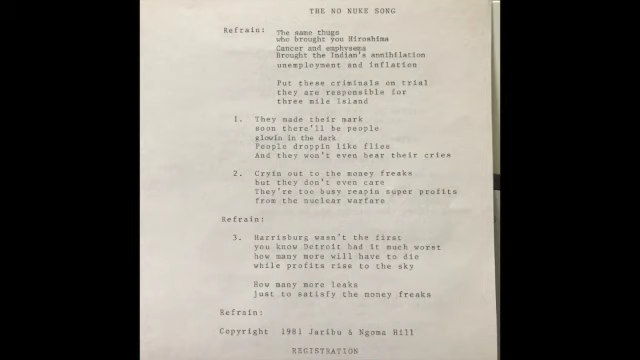 THE NO NUKE SONG
Refrain: The same thugs
who brought you Hiroshima
Cancer and emphysema
Brought the Indian's annihilation
unemployment and inflation
Put these criminals on trial
they are responsible for
three mile Island
1. They made their mark
soon there'll be people
glowin in the dark
People droppin like flies
And they won't even hear their cries
2. Cryin out to the money freaks
but they don't even care
They're too busy reapin super profits
from the nuclear warfare
Refrain:
3. Harrisburg wasn't the first
you know Detroit had it much worst
how many more will have to die
while profits rise to the sky
How many more leaks
just to satisfy the money freaks
Refrain:
Copyright 1981 Jaribu & Ngoma Hill
REGISTRATION